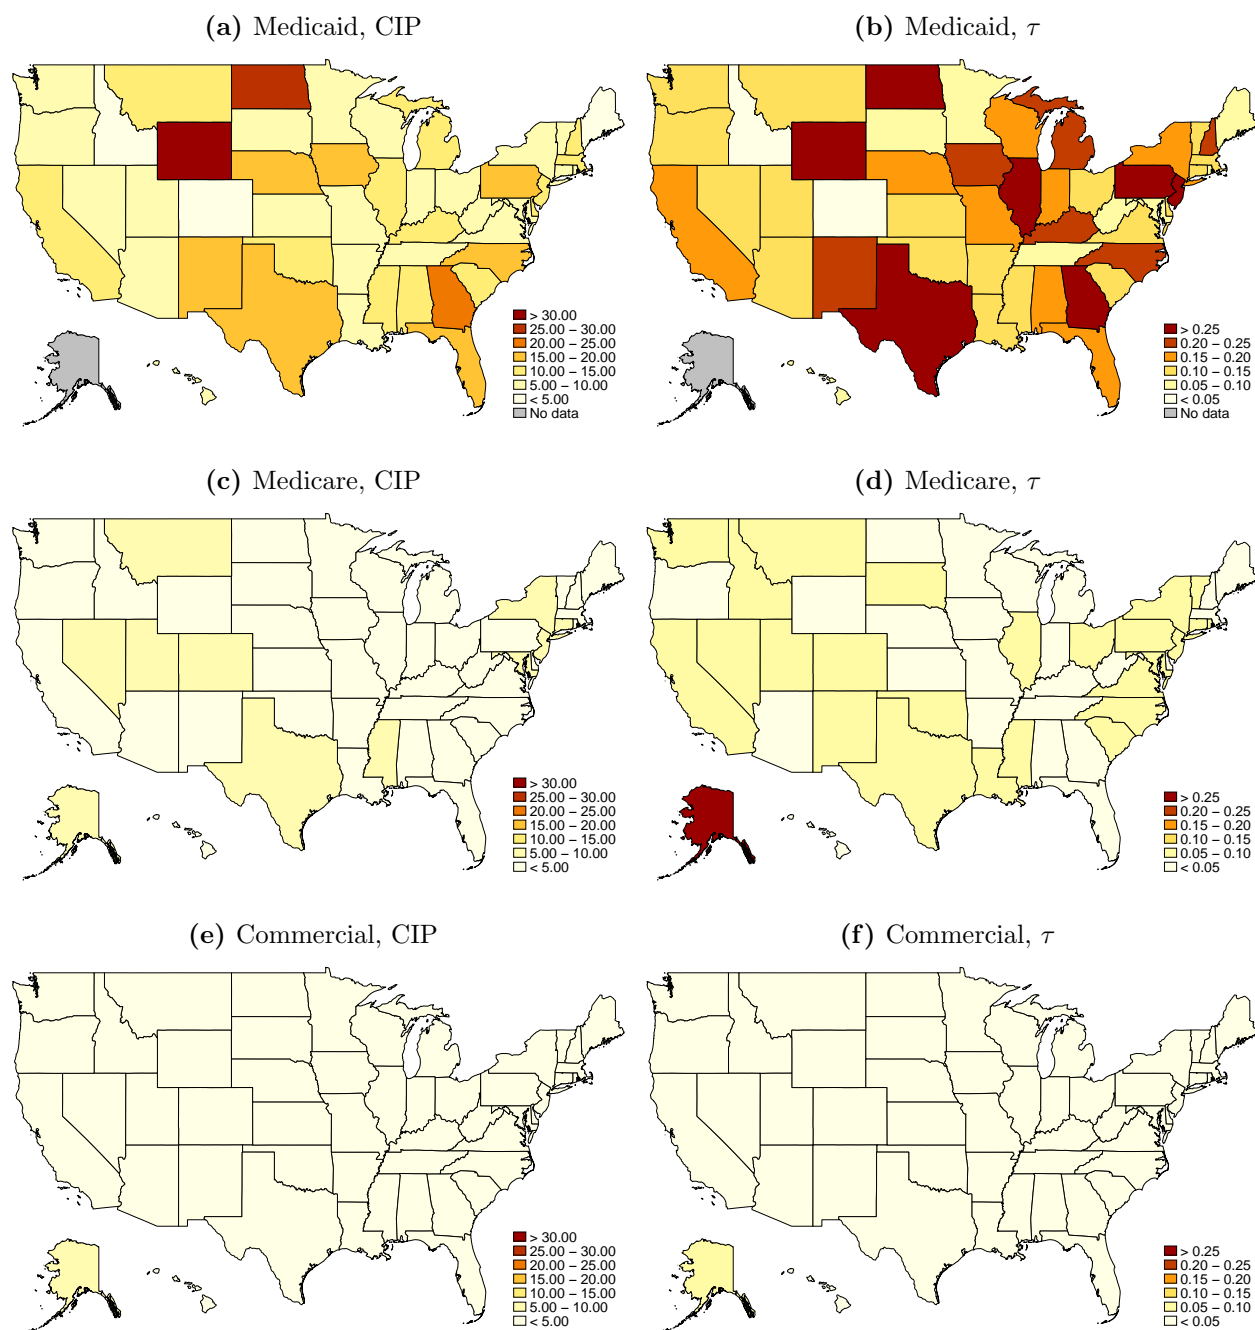 (a) Medicaid, CIP
(b) Medicaid, τ
> 30.00
25.00 – 30.00
20.00 – 25.00
15.00 – 20.00
10.00 – 15.00
5.00 – 10.00
< 5.00
No data
> 0.25
0.20 – 0.25
0.15 – 0.20
0.10 – 0.15
0.05 – 0.10
< 0.05
No data
(c) Medicare, CIP
(d) Medicare, τ
> 30.00
25.00 – 30.00
20.00 – 25.00
15.00 – 20.00
10.00 – 15.00
5.00 – 10.00
< 5.00
> 0.25
0.20 – 0.25
0.15 – 0.20
0.10 – 0.15
0.05 – 0.10
< 0.05
(e) Commercial, CIP
(f) Commercial, τ
> 30.00
25.00 – 30.00
20.00 – 25.00
15.00 – 20.00
10.00 – 15.00
5.00 – 10.00
< 5.00
> 0.25
0.20 – 0.25
0.15 – 0.20
0.10 – 0.15
0.05 – 0.10
< 0.05